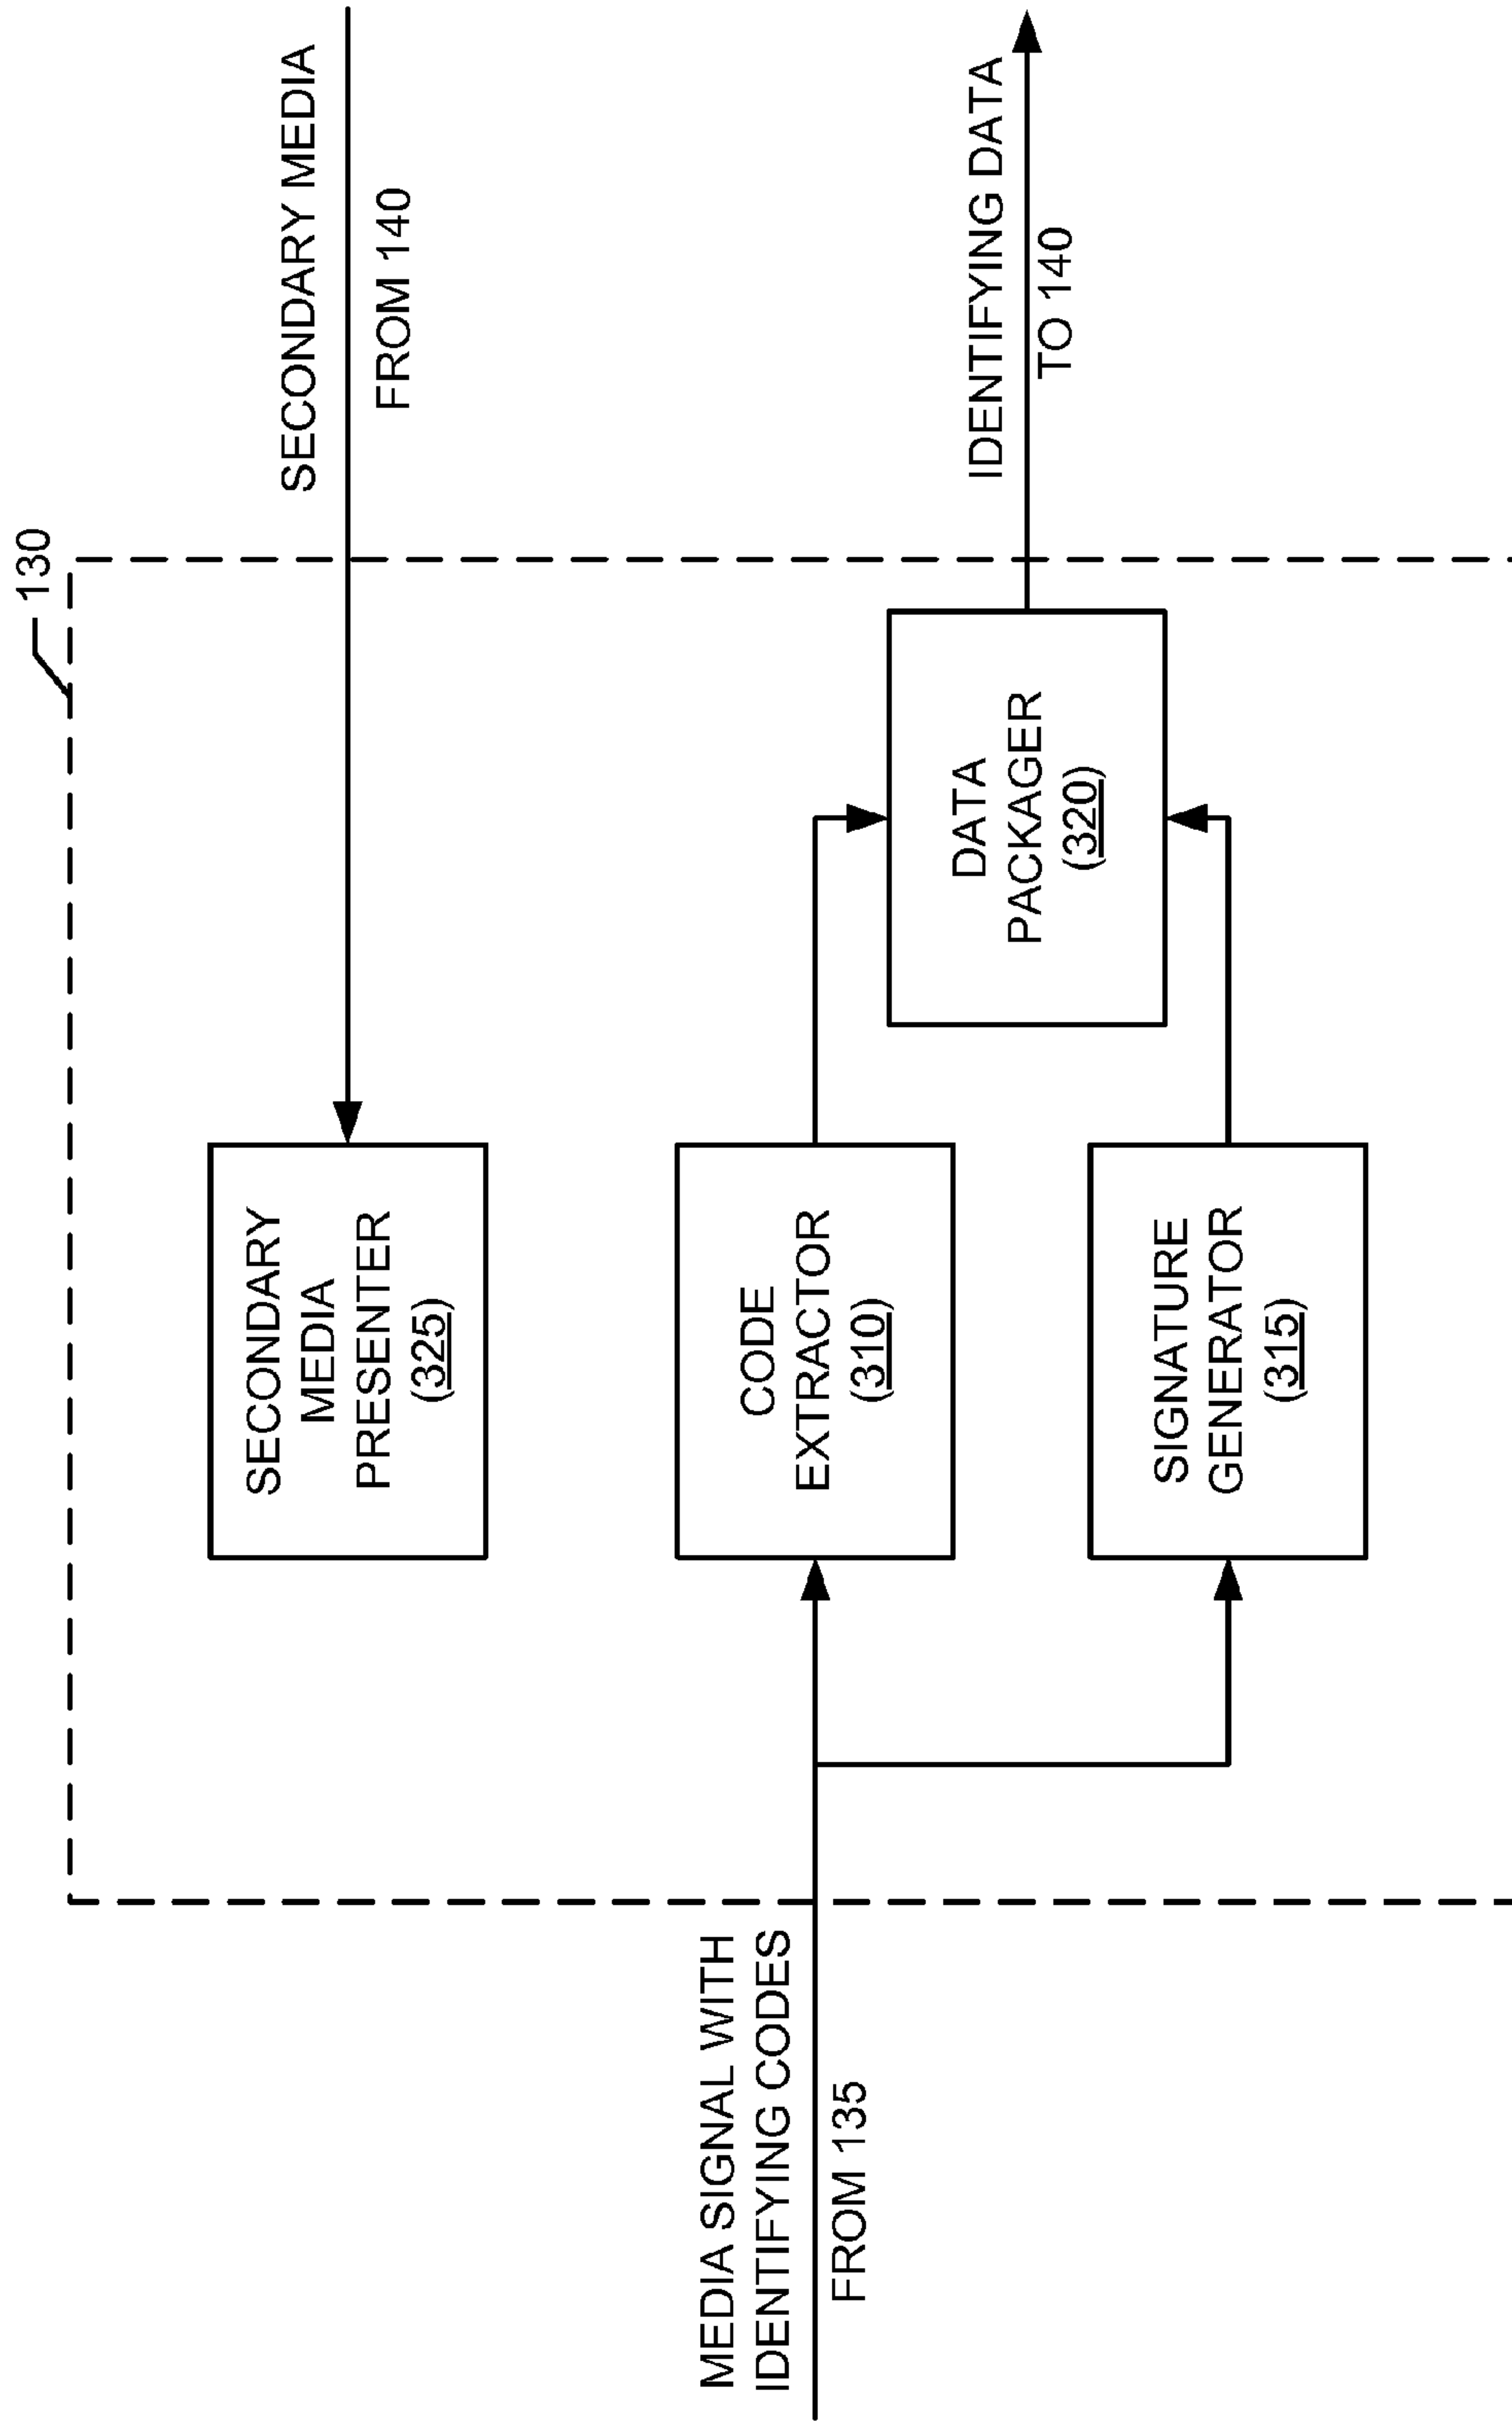 130
SECONDARY
MEDIA
PRESENTER
(325)
SECONDARY MEDIA
FROM 140
MEDIA SIGNAL WITH
IDENTIFYING CODES
FROM 135
CODE
EXTRACTOR
(310)
SIGNATURE
GENERATOR
(315)
DATA
PACKAGER
(320)
IDENTIFYING DATA
TO 140